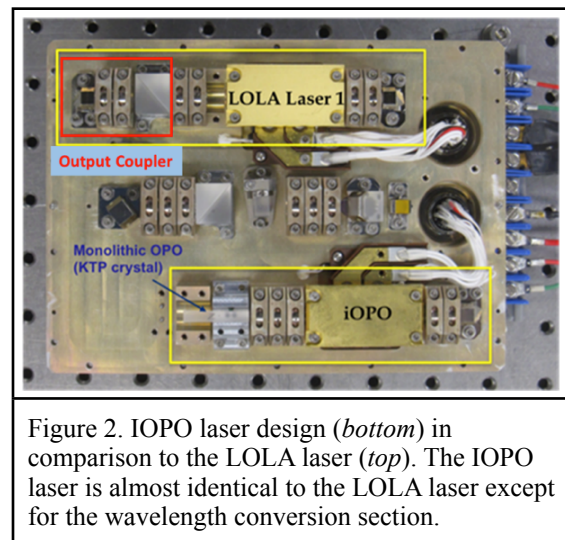 LOLA Laser 1
Output Coupler
Monolithic OPO
(KTP crystal)
iOPO
Figure 2. IOPO laser design (bottom) in
comparison to the LOLA laser (top). The IOPO
laser is almost identical to the LOLA laser except
for the wavelength conversion section.